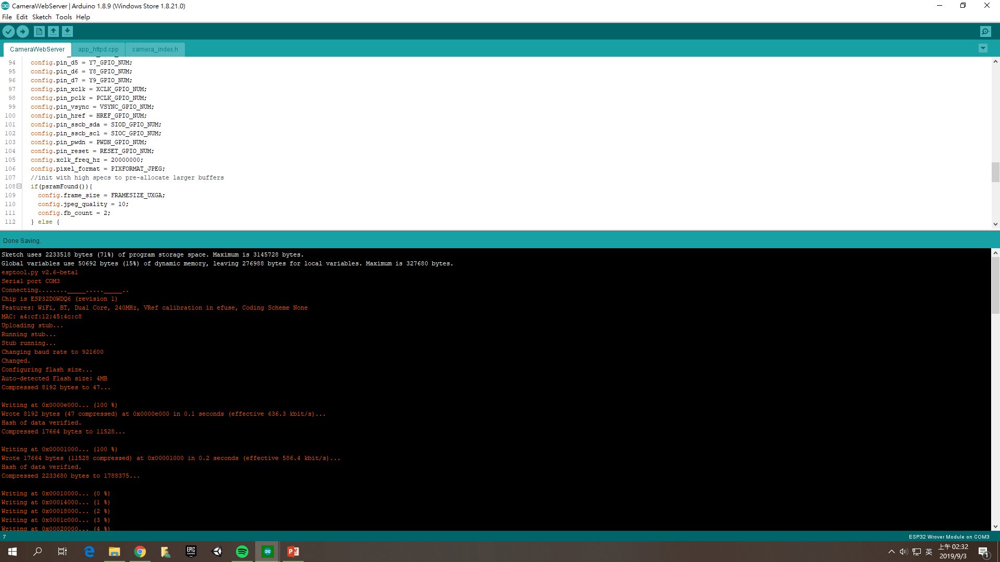 CameraWebServer | Arduino 1.8.9 (Windows Store 1.8.21.0)
File Edit Sketch Tools Help
CameraWebServer app_httpd.cpp camera_index.h
94 config.pin_d5 = Y7_GPIO_NUM;
95 config.pin_d6 = Y8_GPIO_NUM;
96 config.pin_d7 = Y9_GPIO_NUM;
97 config.pin_xclk = XCLK_GPIO_NUM;
98 config.pin_pclk = PCLK_GPIO_NUM;
99 config.pin_vsync = VSYNC_GPIO_NUM;
100 config.pin_href = HREF_GPIO_NUM;
101 config.pin_sscb_sda = SIOD_GPIO_NUM;
102 config.pin_sscb_scl = SIOC_GPIO_NUM;
103 config.pin_pwdn = PWDN_GPIO_NUM;
104 config.pin_reset = RESET_GPIO_NUM;
105 config.xclk_freq_hz = 20000000;
106 config.pixel_format = PIXFORMAT_JPEG;
107 //init with high specs to pre-allocate larger buffers
108 if(psramFound()){
109 config.frame_size = FRAMESIZE_UXGA;
110 config.jpeg_quality = 10;
111 config.fb_count = 2;
112 } else {
Done Saving.
Sketch uses 2233518 bytes (71%) of program storage space. Maximum is 3145728 bytes.
Global variables use 50692 bytes (15%) of dynamic memory, leaving 276988 bytes for local variables. Maximum is 327680 bytes.
esptool.py v2.6-beta1
Serial port COM3
Connecting........_____....._____..
Chip is ESP32D0WDQ6 (revision 1)
Features: WiFi, BT, Dual Core, 240MHz, VRef calibration in efuse, Coding Scheme None
MAC: a4:cf:12:45:4c:c8
Uploading stub...
Running stub...
Stub running...
Changing baud rate to 921600
Changed.
Configuring flash size...
Auto-detected Flash size: 4MB
Compressed 8192 bytes to 47...
Writing at 0x0000e000... (100 %)
Wrote 8192 bytes (47 compressed) at 0x0000e000 in 0.1 seconds (effective 636.3 kbit/s)...
Hash of data verified.
Compressed 17664 bytes to 11528...
Writing at 0x00001000... (100 %)
Wrote 17664 bytes (11528 compressed) at 0x00001000 in 0.2 seconds (effective 586.4 kbit/s)...
Hash of data verified.
Compressed 2233680 bytes to 1788375...
Writing at 0x00010000... (0 %)
Writing at 0x00014000... (1 %)
Writing at 0x00018000... (2 %)
Writing at 0x0001c000... (3 %)
Writing at 0x00020000... (4 %)
7 ESP32 Wrover Module on COM3
EPIC GAMES
英
上午 02:32
2019/9/3
1